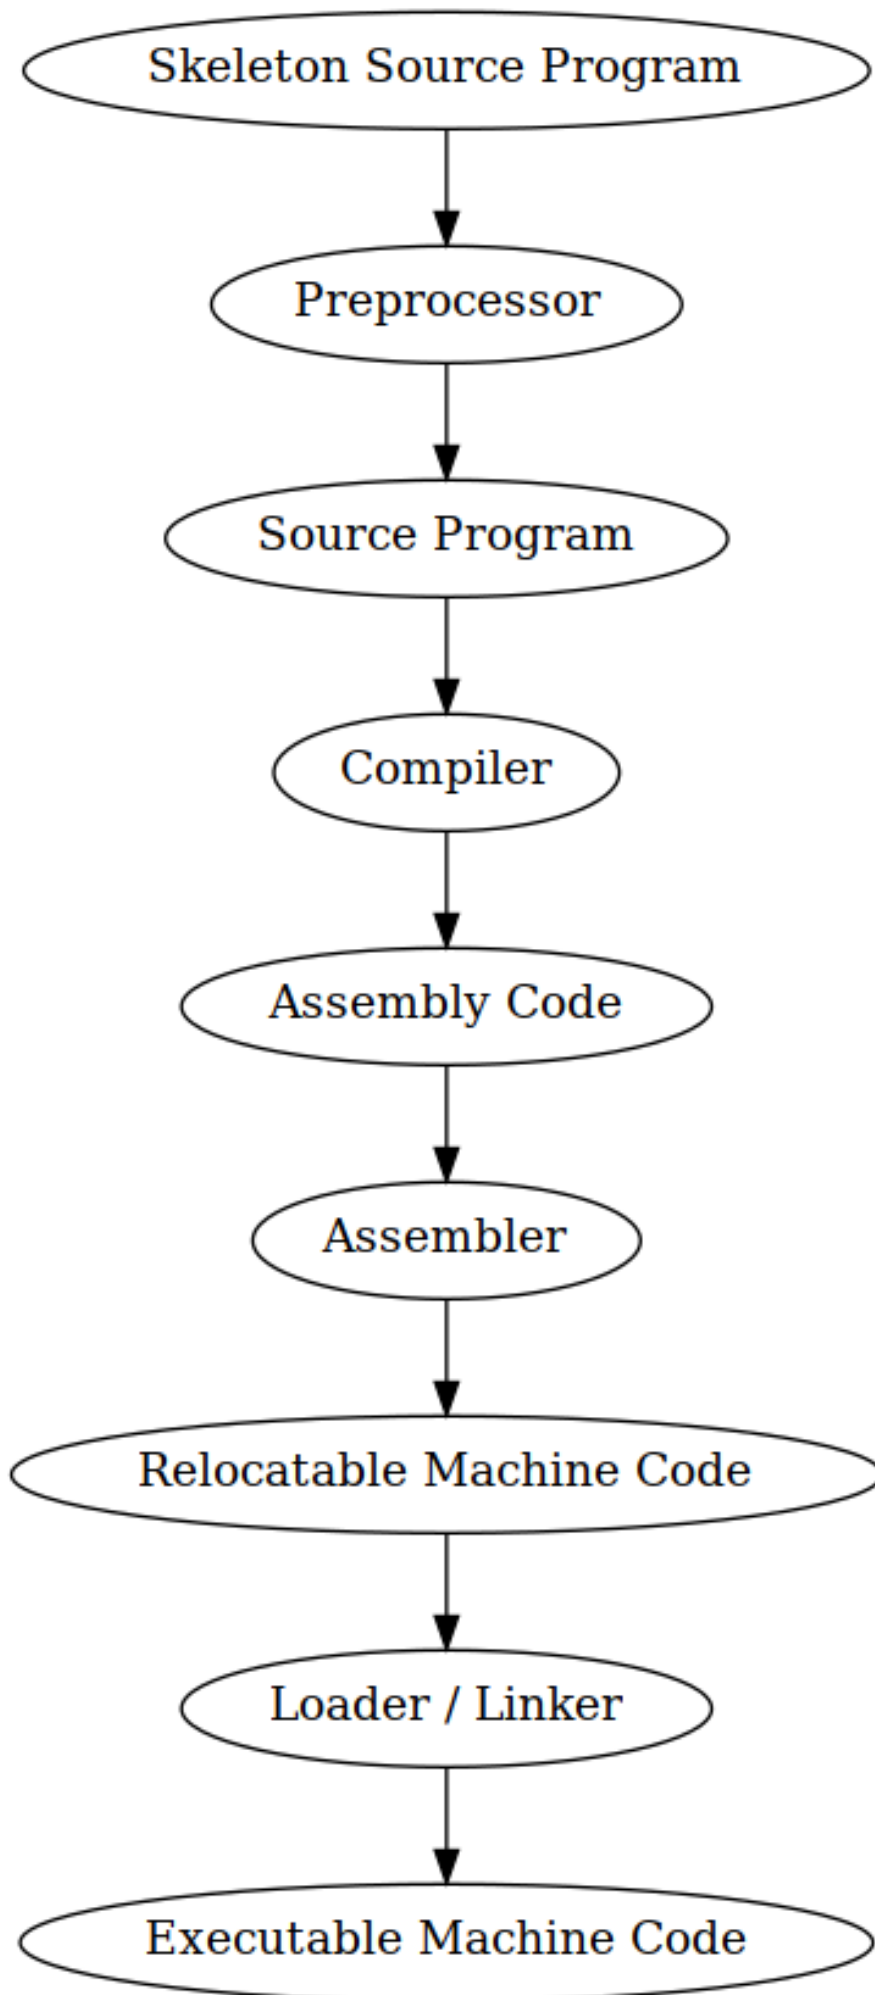 Skeleton Source Program
Preprocessor
Source Program
Compiler
Assembly Code
Assembler
Relocatable Machine Code
Loader / Linker
Executable Machine Code